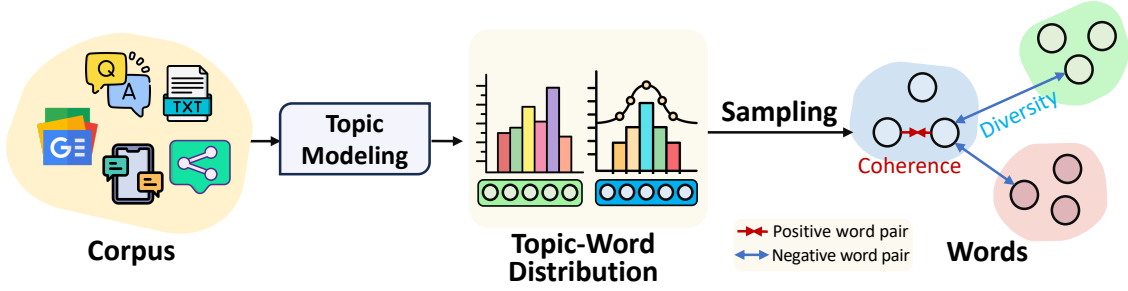 Q
A
TXT
GE
Corpus
Topic
Modeling
Topic-Word
Distribution
Sampling
Coherence
Diversity
Positive word pair
Negative word pair
Words